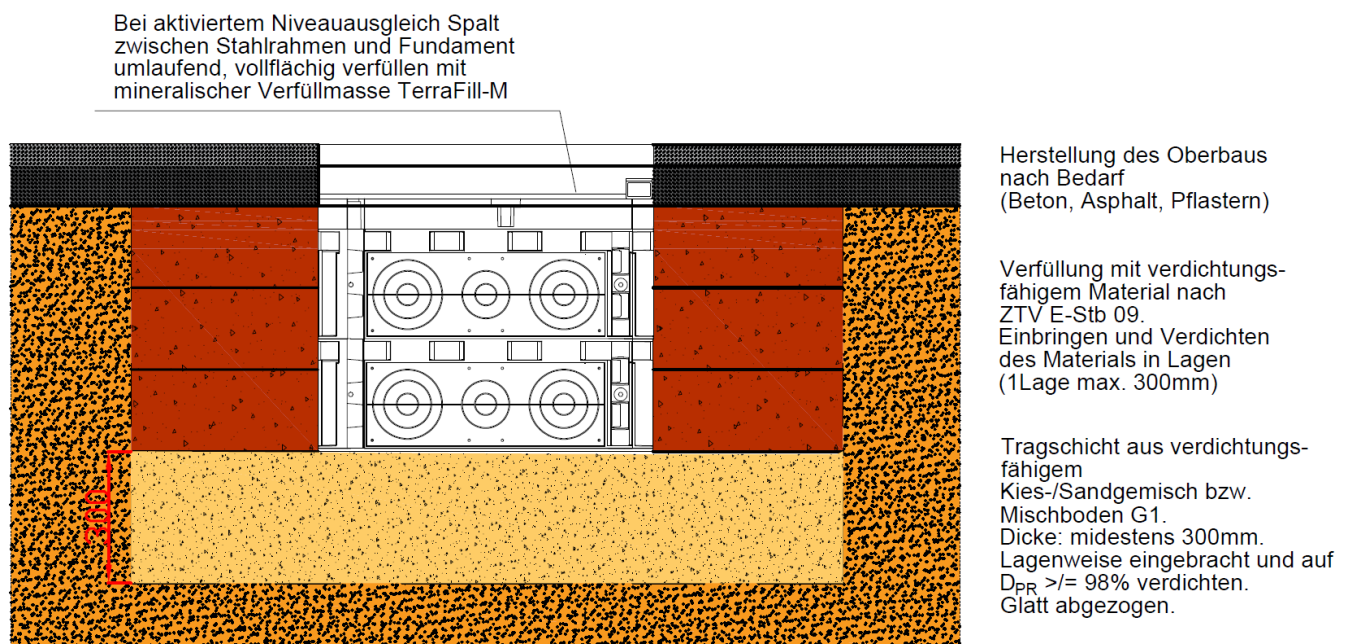 Bei aktiviertem Niveauausgleich Spalt
zwischen Stahlrahmen und Fundament
umlaufend, vollflächig verfüllen mit
mineralischer Verfüllmasse TerraFill-M
Herstellung des Oberbaus
nach Bedarf
(Beton, Asphalt, Pflastern)
Verfüllung mit verdichtungs-
fähigem Material nach
ZTV E-Stb 09.
Einbringen und Verdichten
des Materials in Lagen
(1Lage max. 300mm)
Tragschicht aus verdichtungs-
fähigem
Kies-/Sandgemisch bzw.
Mischboden G1.
Dicke: midestens 300mm.
Lagenweise eingebracht und auf
DPR >/= 98% verdichten.
Glatt abgezogen.
300